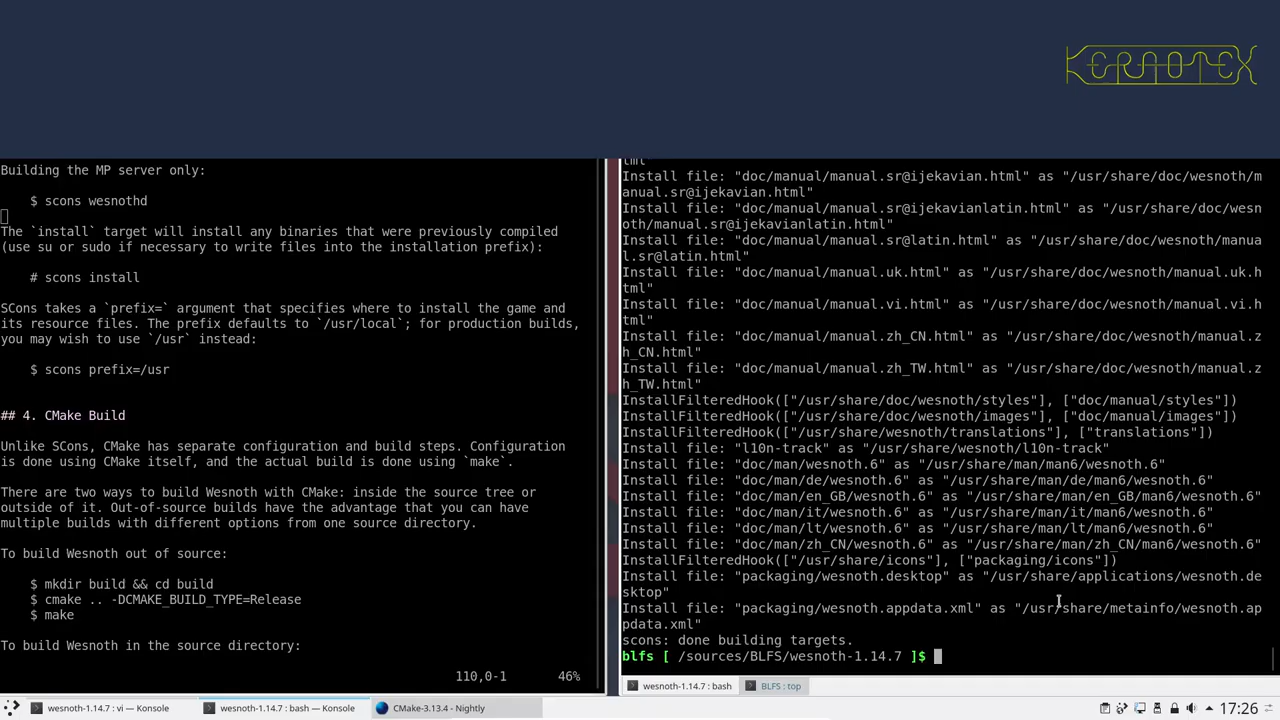 KERNOTEX
Building the MP server only:
$ scons wesnothd
The `install` target will install any binaries that were previously compiled
(use su or sudo if necessary to write files into the installation prefix):
# scons install
SCons takes a `prefix=` argument that specifies where to install the game and
its resource files. The prefix defaults to `/usr/local`; for production builds,
you may wish to use `/usr` instead:
$ scons prefix=/usr
## 4. CMake Build
Unlike SCons, CMake has separate configuration and build steps. Configuration
is done using CMake itself, and the actual build is done using `make`.
There are two ways to build Wesnoth with CMake: inside the source tree or
outside of it. Out-of-source builds have the advantage that you can have
multiple builds with different options from one source directory.
To build Wesnoth out of source:
$ mkdir build && cd build
$ cmake .. -DCMAKE_BUILD_TYPE=Release
$ make
To build Wesnoth in the source directory:
110,0-1 46%
tml"
Install file: "doc/manual/manual.sr@ijekavian.html" as "/usr/share/doc/wesnoth/m
anual.sr@ijekavian.html"
Install file: "doc/manual/manual.sr@ijekavianlatin.html" as "/usr/share/doc/wesn
oth/manual.sr@ijekavianlatin.html"
Install file: "doc/manual/manual.sr@latin.html" as "/usr/share/doc/wesnoth/manua
l.sr@latin.html"
Install file: "doc/manual/manual.uk.html" as "/usr/share/doc/wesnoth/manual.uk.h
tml"
Install file: "doc/manual/manual.vi.html" as "/usr/share/doc/wesnoth/manual.vi.h
tml"
Install file: "doc/manual/manual.zh_CN.html" as "/usr/share/doc/wesnoth/manual.z
h_CN.html"
Install file: "doc/manual/manual.zh_TW.html" as "/usr/share/doc/wesnoth/manual.z
h_TW.html"
InstallFilteredHook(["/usr/share/doc/wesnoth/styles"], ["doc/manual/styles"])
InstallFilteredHook(["/usr/share/doc/wesnoth/images"], ["doc/manual/images"])
InstallFilteredHook(["/usr/share/wesnoth/translations"], ["translations"])
Install file: "l10n-track" as "/usr/share/wesnoth/l10n-track"
Install file: "doc/man/wesnoth.6" as "/usr/share/man/man6/wesnoth.6"
Install file: "doc/man/de/wesnoth.6" as "/usr/share/man/de/man6/wesnoth.6"
Install file: "doc/man/en_GB/wesnoth.6" as "/usr/share/man/en_GB/man6/wesnoth.6"
Install file: "doc/man/it/wesnoth.6" as "/usr/share/man/it/man6/wesnoth.6"
Install file: "doc/man/lt/wesnoth.6" as "/usr/share/man/lt/man6/wesnoth.6"
Install file: "doc/man/zh_CN/wesnoth.6" as "/usr/share/man/zh_CN/man6/wesnoth.6"
InstallFilteredHook(["/usr/share/icons"], ["packaging/icons"])
Install file: "packaging/wesnoth.desktop" as "/usr/share/applications/wesnoth.de
sktop"
Install file: "packaging/wesnoth.appdata.xml" as "/usr/share/metainfo/wesnoth.ap
pdata.xml"
scons: done building targets.
blfs [ /sources/BLFS/wesnoth-1.14.7 ]$
wesnoth-1.14.7 : bash BLFS : top
wesnoth-1.14.7 : vi — Konsole wesnoth-1.14.7 : bash — Konsole CMake-3.13.4 - Nightly 17:26